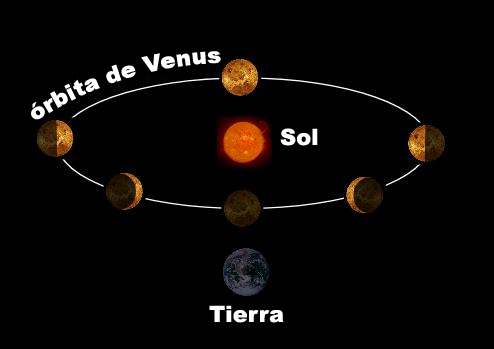 órbita de Venus
Sol
Tierra